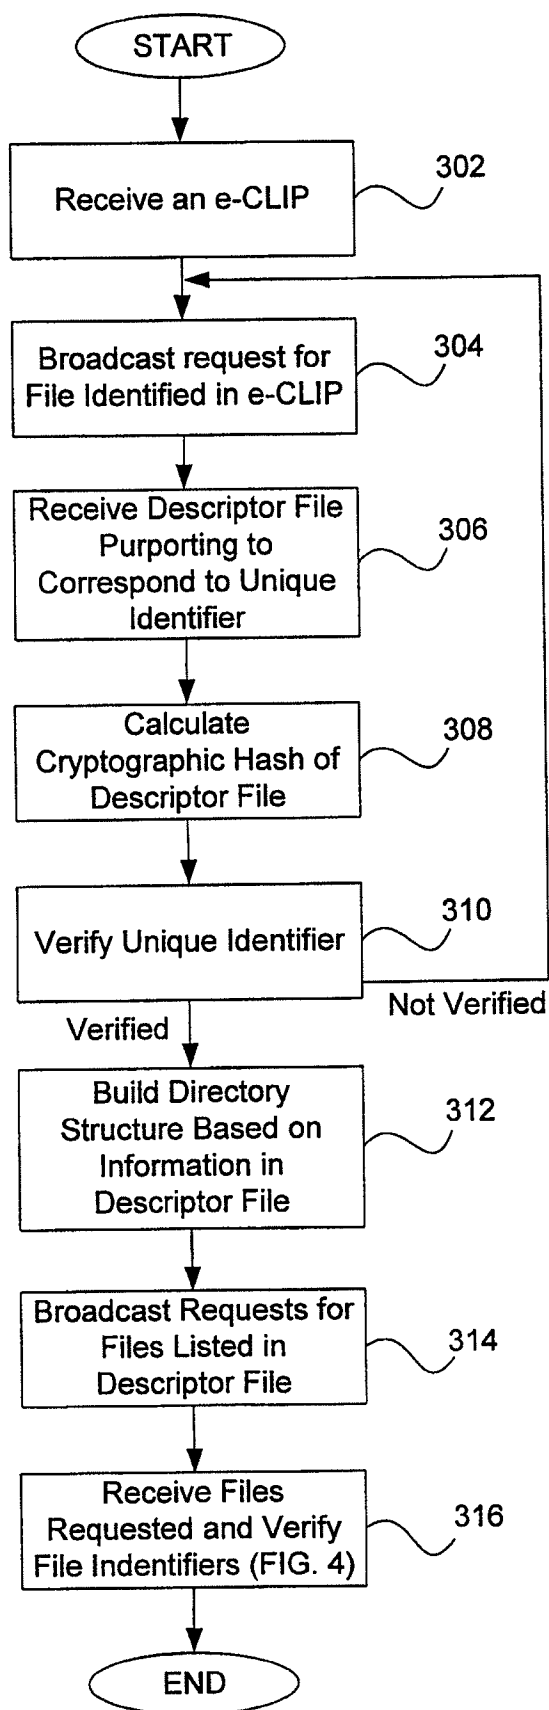 START
Receive an e-CLIP
302
Broadcast request for
File Identified in e-CLIP
304
Receive Descriptor File
Purporting to
Correspond to Unique
Identifier
306
Calculate
Cryptographic Hash of
Descriptor File
308
Verify Unique Identifier
310
Not Verified
Verified
Build Directory
Structure Based on
Information in
Descriptor File
312
Broadcast Requests for
Files Listed in
Descriptor File
314
Receive Files
Requested and Verify
File Indentifiers (FIG. 4)
316
END